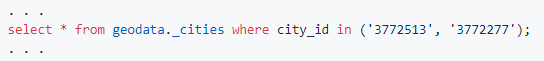 . . .
select * from geodata._cities where city_id in ('3772513', '3772277');
. . .